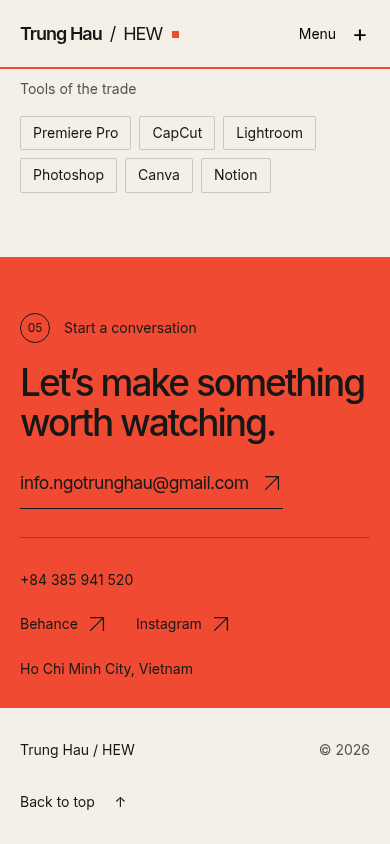 Trung Hau / HEW
Menu +
Tools of the trade
Premiere Pro CapCut Lightroom
Photoshop Canva Notion
05 Start a conversation
Let’s make something
worth watching.
info.ngotrunghau@gmail.com
+84 385 941 520
Behance Instagram
Ho Chi Minh City, Vietnam
Trung Hau / HEW © 2026
Back to top ↑